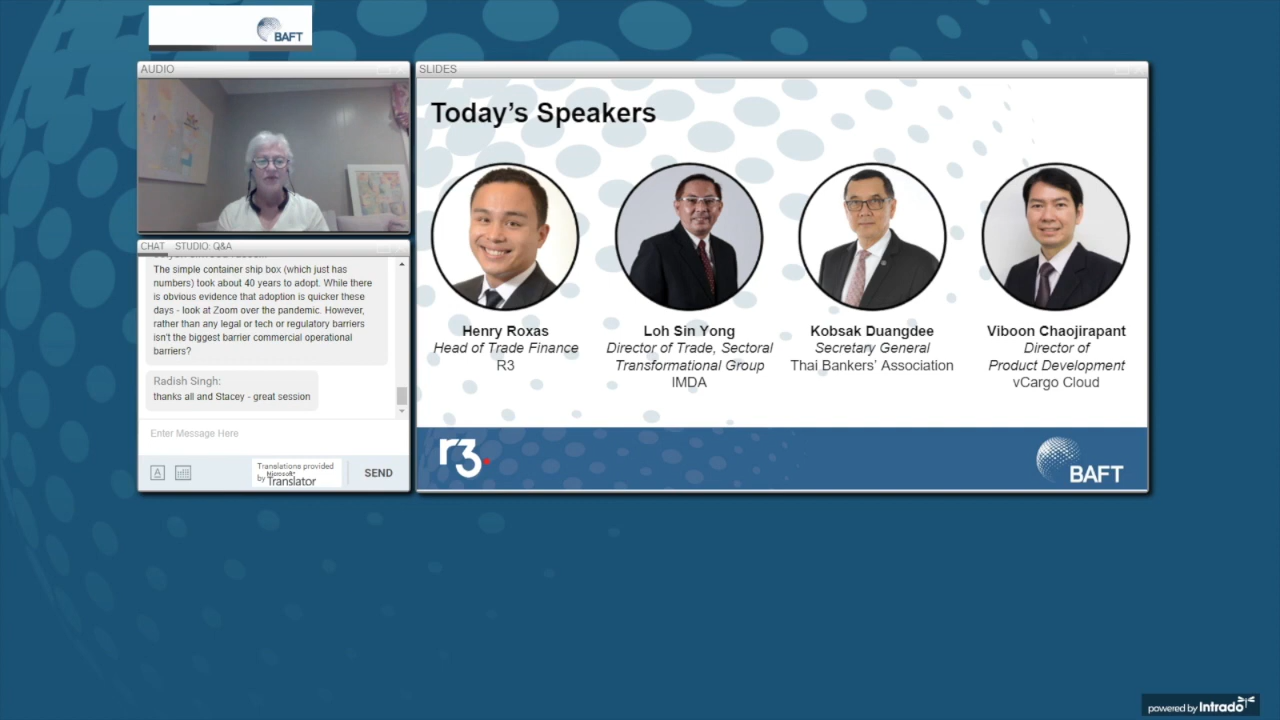 BAFT
AUDIO
CHAT STUDIO: Q&A
The simple container ship box (which just has
numbers) took about 40 years to adopt. While there
is obvious evidence that adoption is quicker these
days - look at Zoom over the pandemic. However,
rather than any legal or tech or regulatory barriers
isn't the biggest barrier commercial operational
barriers?
Radish Singh:
thanks all and Stacey - great session
Enter Message Here
A
Translations provided
by Microsoft
Translator
SEND
SLIDES
Today's Speakers
Henry Roxas
Head of Trade Finance
R3
Loh Sin Yong
Director of Trade, Sectoral
Transformational Group
IMDA
Kobsak Duangdee
Secretary General
Thai Bankers' Association
Viboon Chaojirapant
Director of
Product Development
vCargo Cloud
r3.
BAFT
powered by Intrado